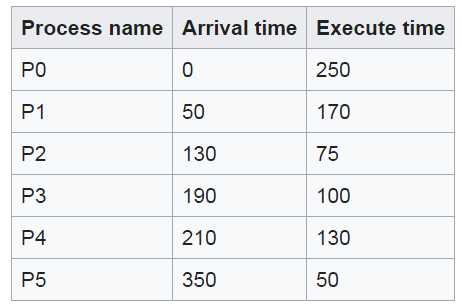 Process name Arrival time Execute time
P0 0 250
P1 50 170
P2 130 75
P3 190 100
P4 210 130
P5 350 50